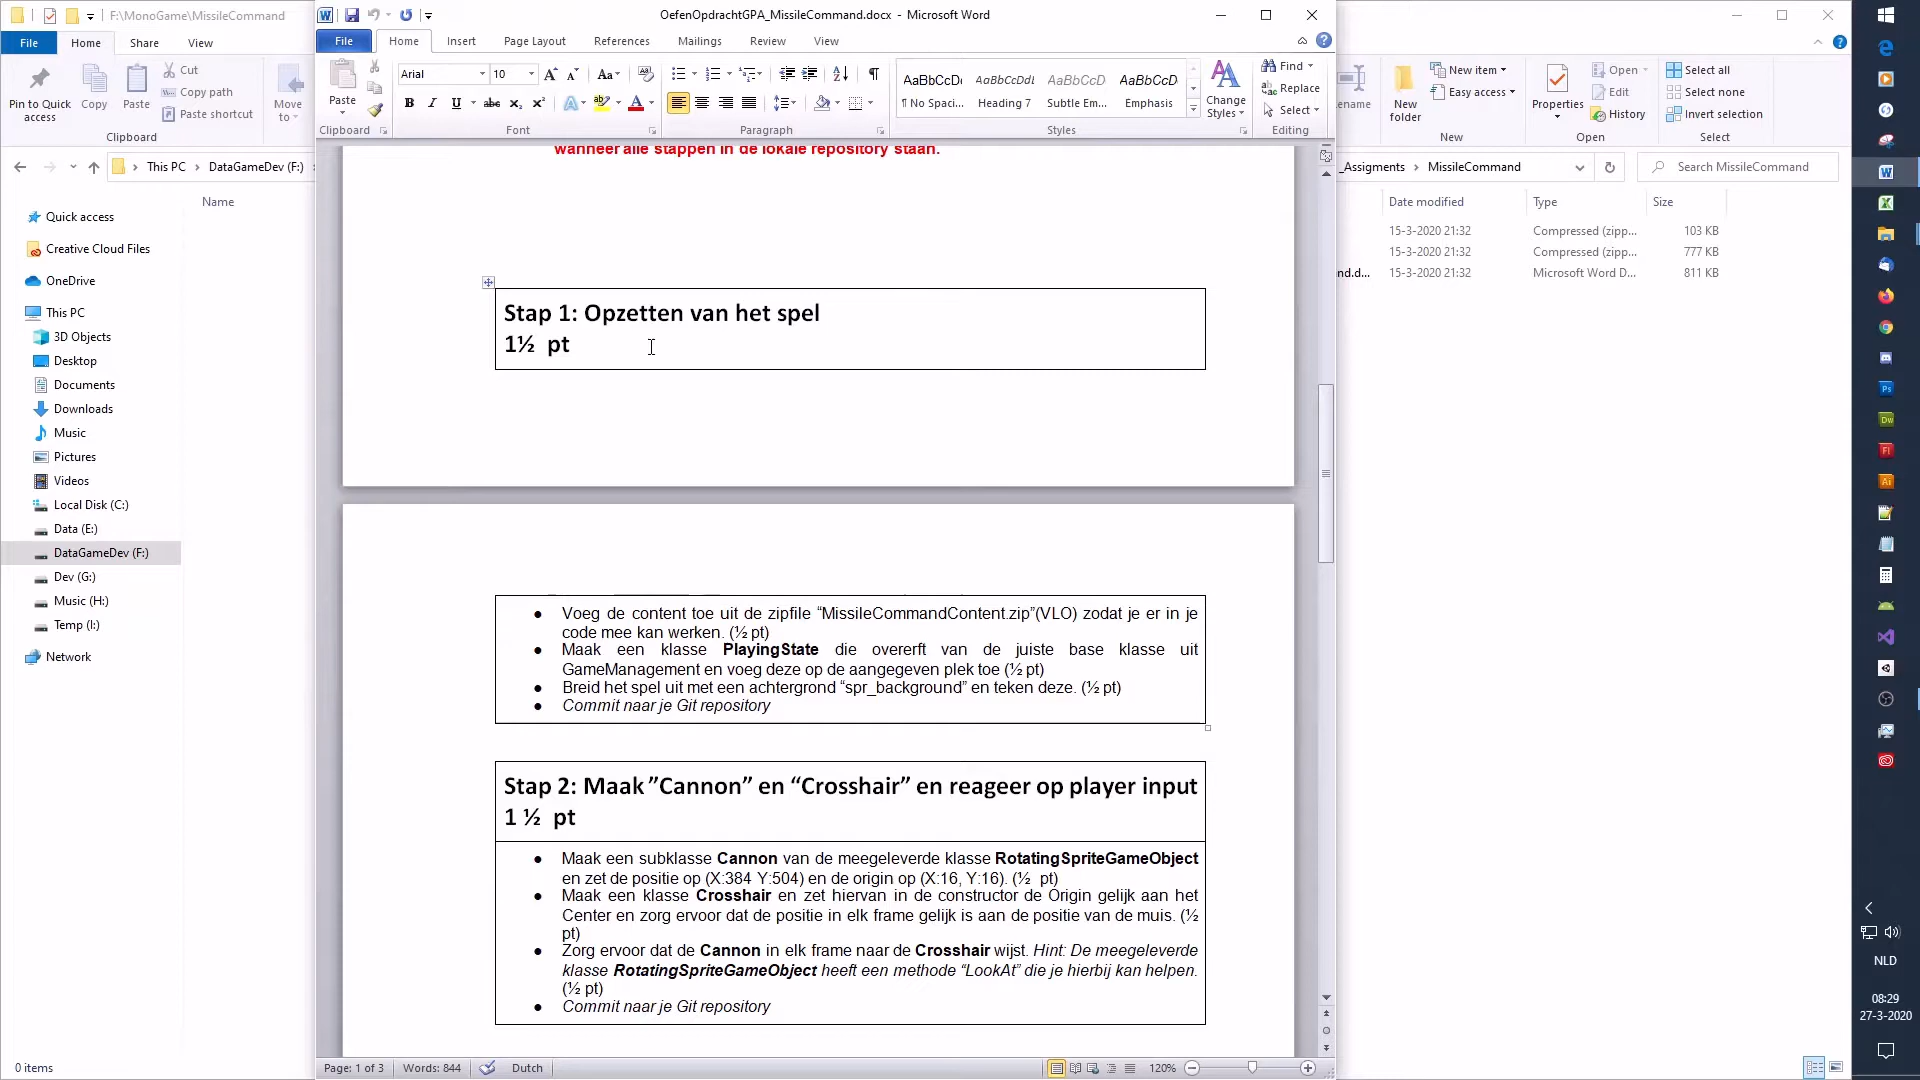 F:\MonoGame\MissileCommand
File Home Share View
Pin to Quick access
Copy
Paste
Cut
Copy path
Paste shortcut
Move to
Clipboard
This PC > DataGameDev (F:)
Name
Quick access
Creative Cloud Files
OneDrive
This PC
3D Objects
Desktop
Documents
Downloads
Music
Pictures
Videos
Local Disk (C:)
Data (E:)
DataGameDev (F:)
Dev (G:)
Music (H:)
Temp (I:)
Network
0 items
OefenOpdrachtGPA_MissileCommand.docx - Microsoft Word
File Home Insert Page Layout References Mailings Review View
Paste
Arial 10
AaBbCcDc AaBbCcDdI AaBbCcD AaBbCcD
¶ No Spaci... Heading 7 Subtle Em... Emphasis
Change Styles
Find
Replace
Select
Clipboard Font Paragraph Styles Editing
wanneer alle stappen in de lokale repository staan.
Stap 1: Opzetten van het spel
1½ pt
• Voeg de content toe uit de zipfile “MissileCommandContent.zip”(VLO) zodat je er in je
code mee kan werken. (½ pt)
• Maak een klasse PlayingState die overerft van de juiste base klasse uit
GameManagement en voeg deze op de aangegeven plek toe (½ pt)
• Breid het spel uit met een achtergrond “spr_background” en teken deze. (½ pt)
• Commit naar je Git repository
Stap 2: Maak ”Cannon” en “Crosshair” en reageer op player input
1 ½ pt
• Maak een subklasse Cannon van de meegeleverde klasse RotatingSpriteGameObject
en zet de positie op (X:384 Y:504) en de origin op (X:16, Y:16). (½ pt)
• Maak een klasse Crosshair en zet hiervan in de constructor de Origin gelijk aan het
Center en zorg ervoor dat de positie in elk frame gelijk is aan de positie van de muis. (½
pt)
• Zorg ervoor dat de Cannon in elk frame naar de Crosshair wijst. Hint: De meegeleverde
klasse RotatingSpriteGameObject heeft een methode “LookAt” die je hierbij kan helpen.
(½ pt)
• Commit naar je Git repository
Page: 1 of 3 Words: 844 Dutch 120%
ename
New folder
New item
Easy access
Properties
Open
Edit
History
Select all
Select none
Invert selection
New Open Select
_Assigments > MissileCommand
Search MissileCommand
Date modified Type Size
15-3-2020 21:32 Compressed (zipp... 103 KB
15-3-2020 21:32 Compressed (zipp... 777 KB
nd.d... 15-3-2020 21:32 Microsoft Word D... 811 KB
NLD
08:29
27-3-2020